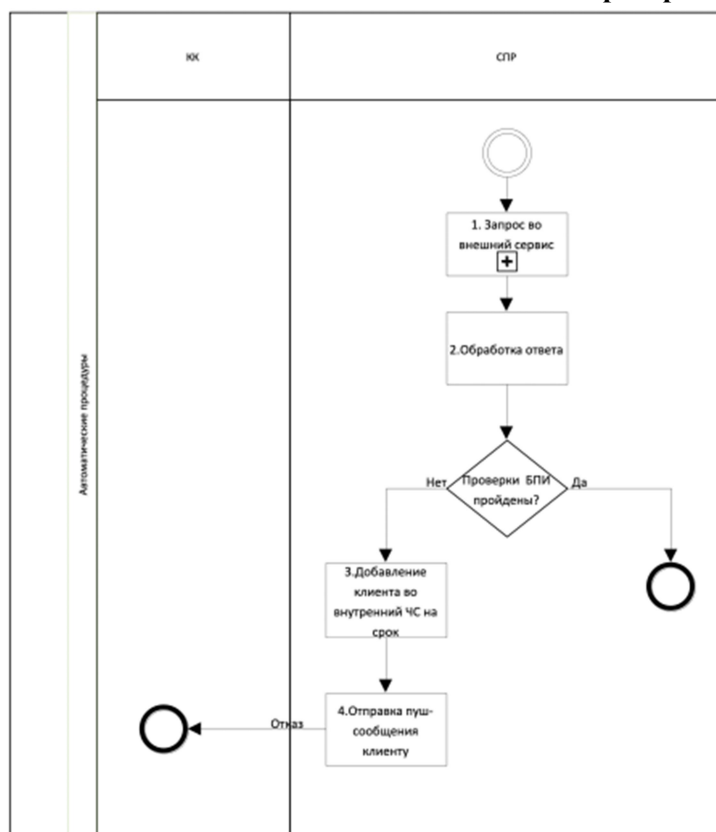 КК
СПР
Автоматические процедуры
1. Запрос во
внешний сервис
2.Обработка ответа
Проверки БПИ
пройдены?
Нет
Да
3.Добавление
клиента во
внутренний ЧС на
срок
4.Отправка пуш-
сообщения
клиенту
Отказ